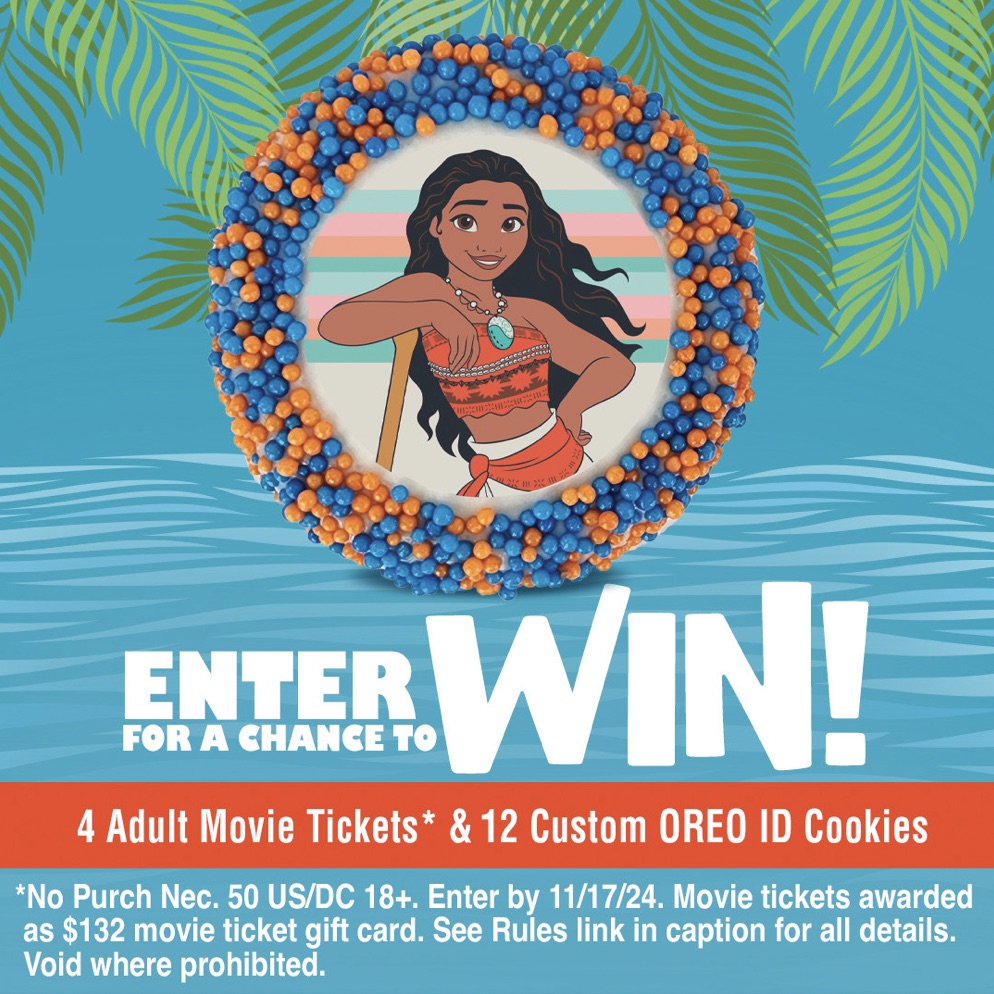 ENTER
FOR A CHANCE TO
WIN!
4 Adult Movie Tickets* & 12 Custom OREO ID Cookies
*No Purch Nec. 50 US/DC 18+. Enter by 11/17/24. Movie tickets awarded
as $132 movie ticket gift card. See Rules link in caption for all details.
Void where prohibited.